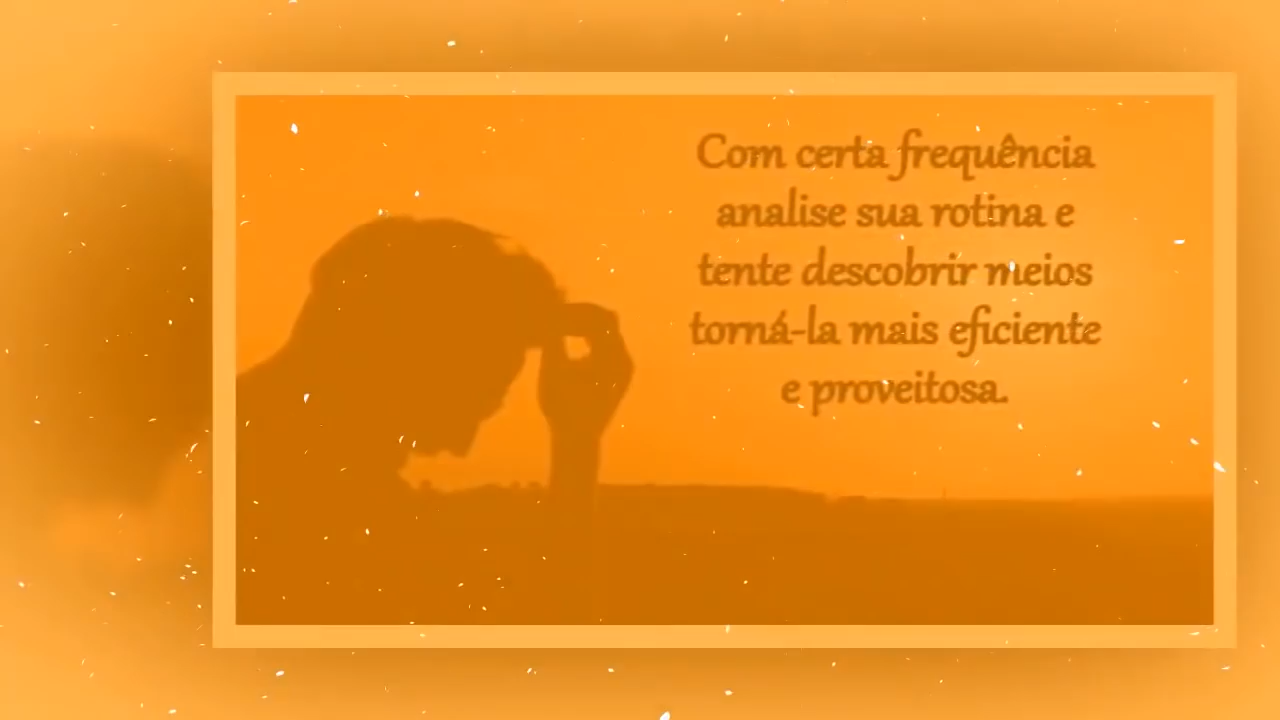 Com certa frequência
analise sua rotina e
tente descobrir meios
torná-la mais eficiente
e proveitosa.